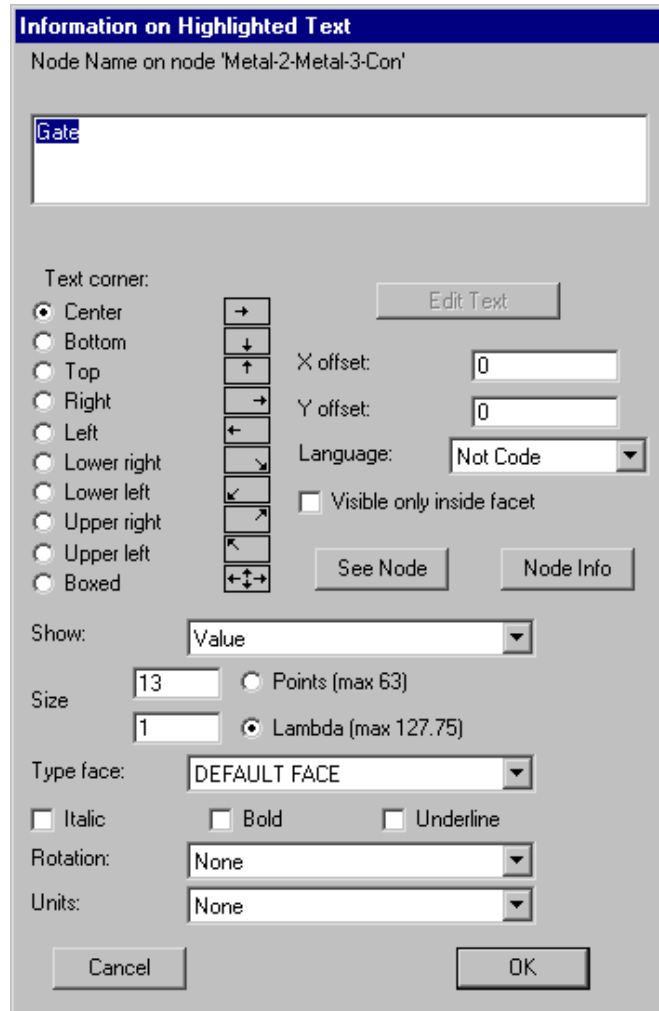 Information on Highlighted Text
Node Name on node 'Metal-2-Metal-3-Con'
Gate
Text corner:
Center
Bottom
Top
Right
Left
Lower right
Lower left
Upper right
Upper left
Boxed
Edit Text
X offset: 0
Y offset: 0
Language: Not Code
Visible only inside facet
See Node Node Info
Show: Value
Size
13 Points (max 63)
1 Lambda (max 127.75)
Type face: DEFAULT FACE
Italic Bold Underline
Rotation: None
Units: None
Cancel OK